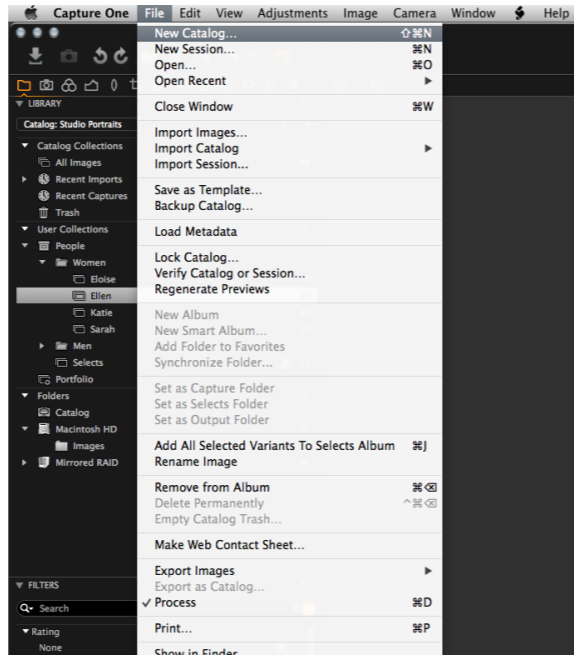 Capture One File Edit View Adjustments Image Camera Window Help
New Catalog... ⇧⌘N
New Session... ⌘N
Open... ⌘O
Open Recent ▶
Close Window ⌘W
Import Images...
Import Catalog ▶
Import Session...
Save as Template...
Backup Catalog...
Load Metadata
Lock Catalog...
Verify Catalog or Session...
Regenerate Previews
New Album
New Smart Album...
Add Folder to Favorites
Synchronize Folder...
Set as Capture Folder
Set as Selects Folder
Set as Output Folder
Add All Selected Variants To Selects Album ⌘J
Rename Image
Remove from Album ⌘⌫
Delete Permanently ^⌘⌫
Empty Catalog Trash...
Make Web Contact Sheet...
Export Images ▶
Export as Catalog...
✓ Process ⌘D
Print... ⌘P
Show in Finder
LIBRARY
Catalog: Studio Portraits
Catalog Collections
All Images
Recent Imports
Recent Captures
Trash
User Collections
People
Women
Eloise
Ellen
Katie
Sarah
Men
Selects
Portfolio
Folders
Catalog
Macintosh HD
Images
Mirrored RAID
FILTERS
Search
Rating
None